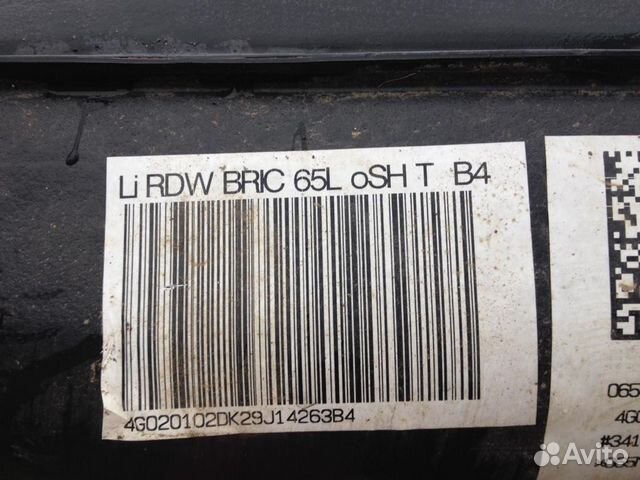 Li RDW BRIC 65L oSH T B4
4G020102DK29J14263B4
065
4G0
#341
Avito